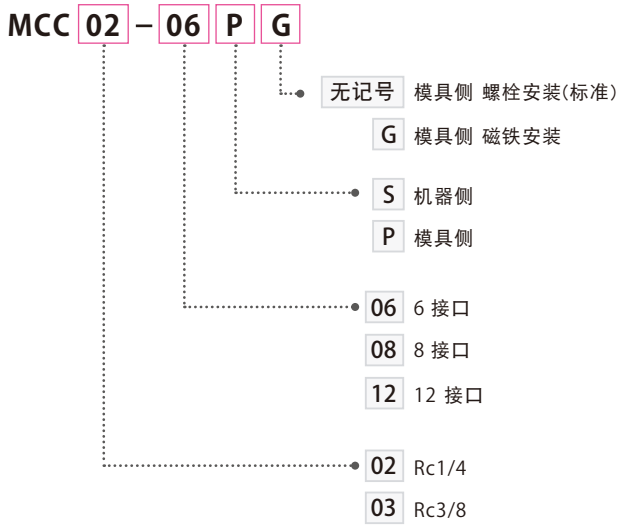 MCC 02 – 06 P G
无记号 模具侧 螺栓安装(标准)
G 模具侧 磁铁安装
S 机器侧
P 模具侧
06 6 接口
08 8 接口
12 12 接口
02 Rc1/4
03 Rc3/8